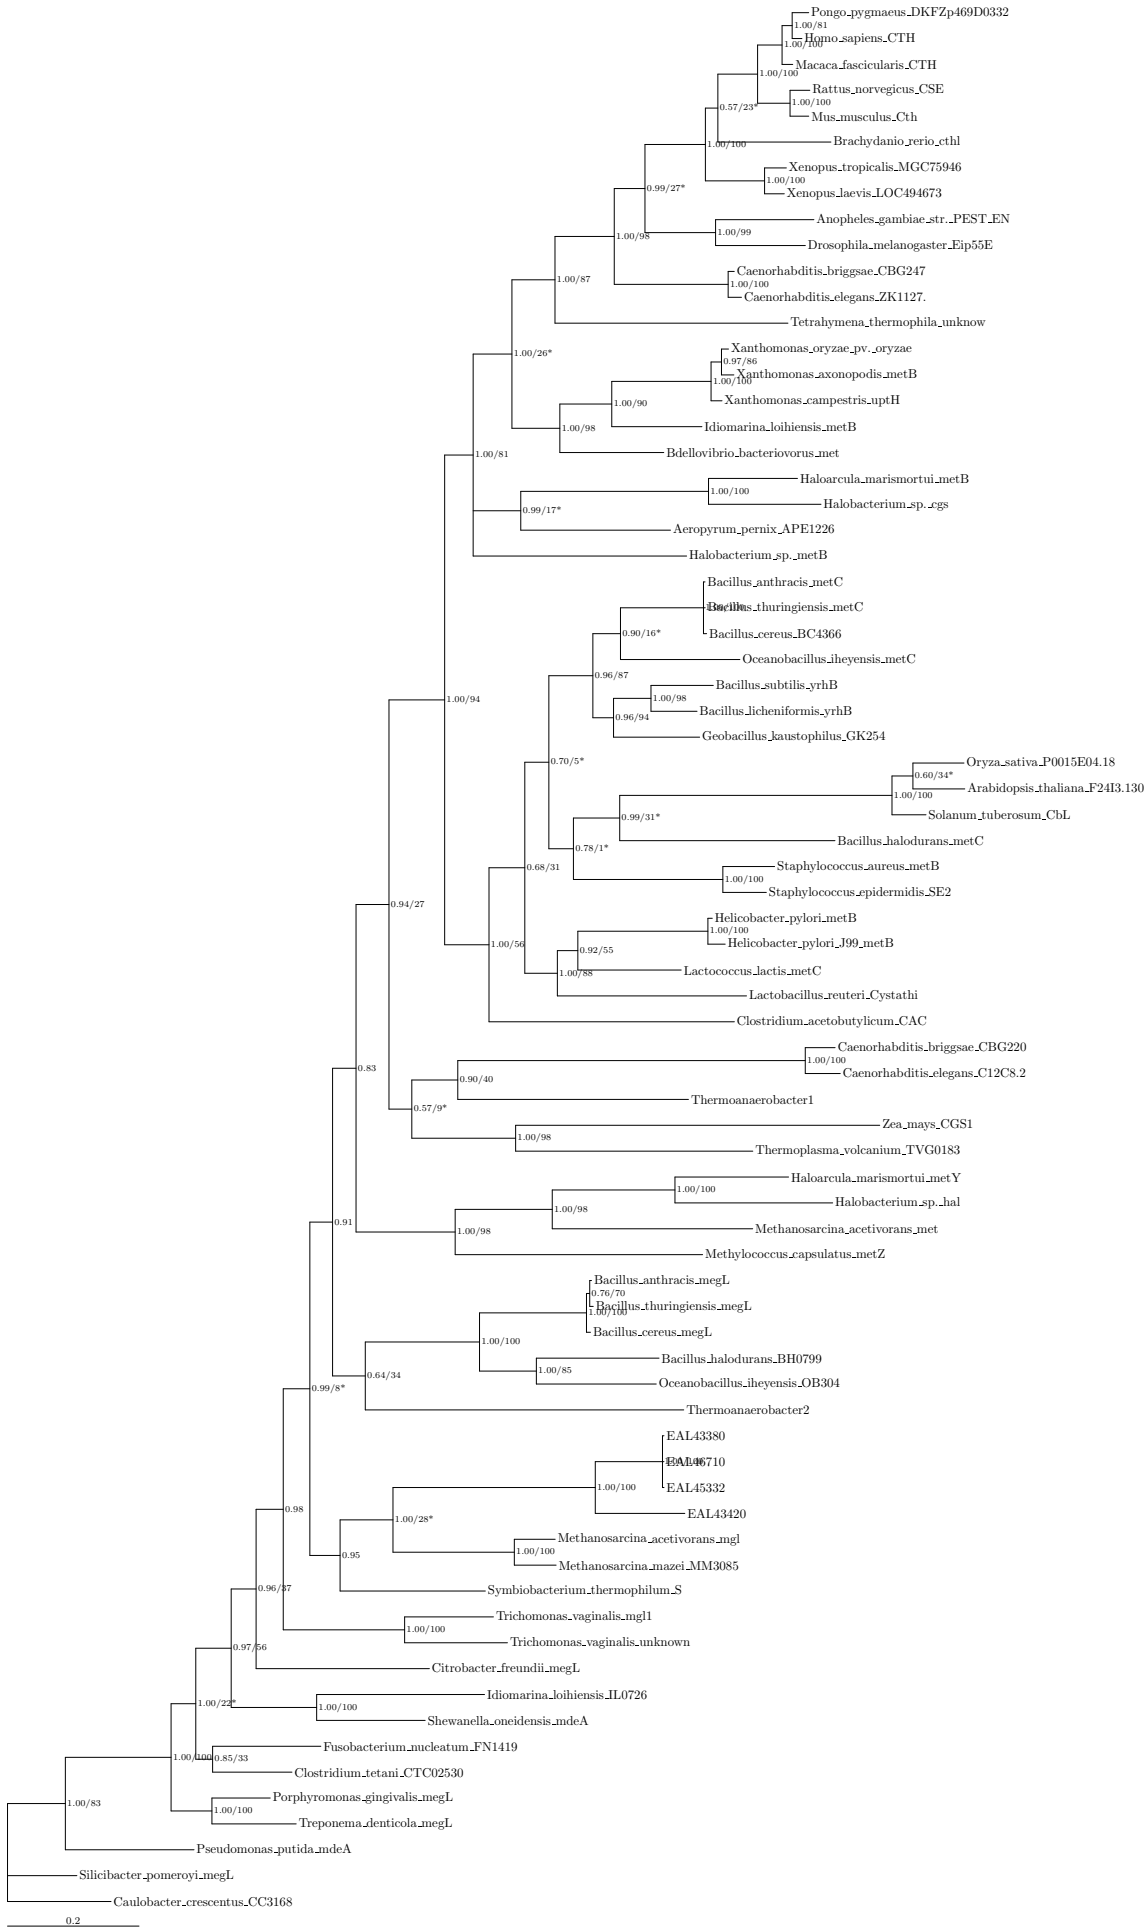 Pongo_pygmaeus_DKFZp469D0332
1.00/81
Homo_sapiens_CTH
1.00/100
Macaca_fascicularis_CTH
1.00/100
Rattus_norvegicus_CSE
1.00/100
0.57/23*
Mus_musculus_Cth
Brachydanio_rerio_cthl
1.00/100
Xenopus_tropicalis_MGC75946
1.00/100
0.99/27*
Xenopus_laevis_LOC494673
Anopheles_gambiae_str._PEST_EN
1.00/99
1.00/98
Drosophila_melanogaster_Eip55E
Caenorhabditis_briggsae_CBG247
1.00/87
1.00/100
Caenorhabditis_elegans_ZK1127.
Tetrahymena_thermophila_unknow
Xanthomonas_oryzae_pv._oryzae
1.00/26*
0.97/86
Xanthomonas_axonopodis_metB
1.00/100
Xanthomonas_campestris_uptH
1.00/90
Idiomarina_loihiensis_metB
1.00/98
Bdellovibrio_bacteriovorus_met
1.00/81
Haloarcula_marismortui_metB
1.00/100
Halobacterium_sp._cgs
0.99/17*
Aeropyrum_pernix_APE1226
Halobacterium_sp._metB
Bacillus_anthracis_metC
Bacillus_thuringiensis_metC
Bacillus_cereus_BC4366
0.90/16*
Oceanobacillus_iheyensis_metC
0.96/87
Bacillus_subtilis_yrhB
1.00/98
1.00/94
Bacillus_licheniformis_yrhB
0.96/94
Geobacillus_kaustophilus_GK254
0.70/5*
Oryza_sativa_P0015E04.18
0.60/34*
Arabidopsis_thaliana_F24I3.130
1.00/100
Solanum_tuberosum_CbL
0.99/31*
Bacillus_halodurans_metC
0.78/1*
Staphylococcus_aureus_metB
0.68/31
1.00/100
Staphylococcus_epidermidis_SE2
0.94/27
Helicobacter_pylori_metB
1.00/100
Helicobacter_pylori_J99_metB
1.00/56
0.92/55
Lactococcus_lactis_metC
1.00/88
Lactobacillus_reuteri_Cystathi
Clostridium_acetobutylicum_CAC
Caenorhabditis_briggsae_CBG220
1.00/100
0.83
Caenorhabditis_elegans_C12C8.2
0.90/40
Thermoanaerobacter1
0.57/9*
Zea_mays_CGS1
1.00/98
Thermoplasma_volcanium_TVG0183
Haloarcula_marismortui_metY
1.00/100
Halobacterium_sp._hal
1.00/98
0.91
Methanosarcina_acetivorans_met
1.00/98
Methylococcus_capsulatus_metZ
Bacillus_anthracis_megL
0.76/70
Bacillus_thuringiensis_megL
1.00/100
Bacillus_cereus_megL
1.00/100
Bacillus_halodurans_BH0799
1.00/85
0.64/34
Oceanobacillus_iheyensis_OB304
0.99/8*
Thermoanaerobacter2
EAL43380
EAL46710
EAL45332
1.00/100
0.98
EAL43420
1.00/28*
Methanosarcina_acetivorans_mgl
1.00/100
0.95
Methanosarcina_mazei_MM3085
0.96/37
Symbiobacterium_thermophilum_S
Trichomonas_vaginalis_mgl1
1.00/100
Trichomonas_vaginalis_unknown
0.97/56
Citrobacter_freundii_megL
Idiomarina_loihiensis_IL0726
1.00/22*
1.00/100
Shewanella_oneidensis_mdeA
Fusobacterium_nucleatum_FN1419
1.00/100
0.85/33
Clostridium_tetani_CTC02530
Porphyromonas_gingivalis_megL
1.00/83
1.00/100
Treponema_denticola_megL
Pseudomonas_putida_mdeA
Silicibacter_pomeroyi_megL
Caulobacter_crescentus_CC3168
0.2